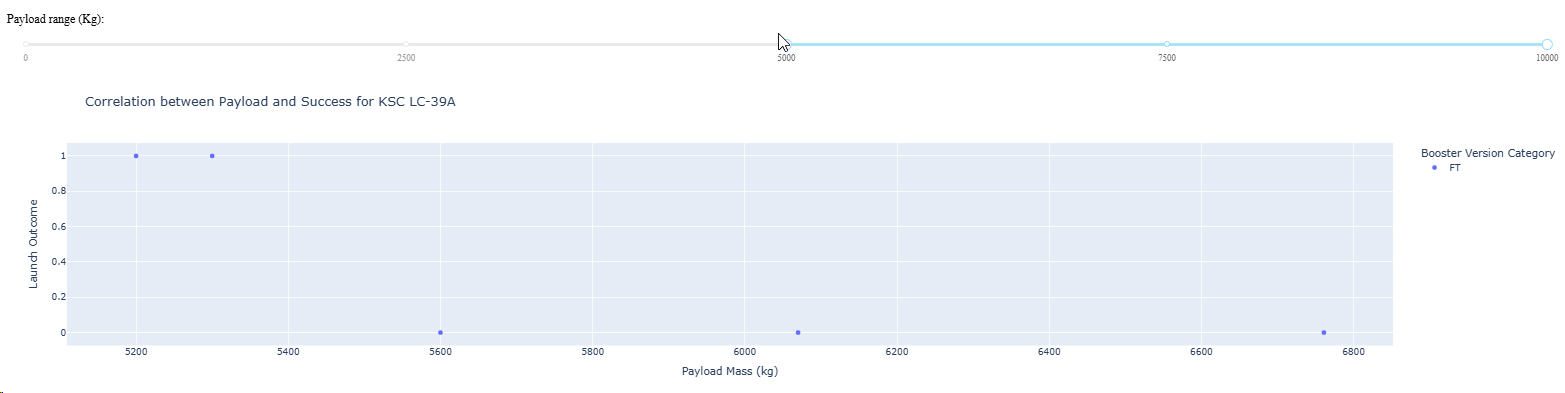 Payload range (Kg):
0 2500 5000 7500 10000
Correlation between Payload and Success for KSC LC-39A
Booster Version Category
FT
1
0.8
0.6
0.4
0.2
0
Launch Outcome
5200 5400 5600 5800 6000 6200 6400 6600 6800
Payload Mass (kg)